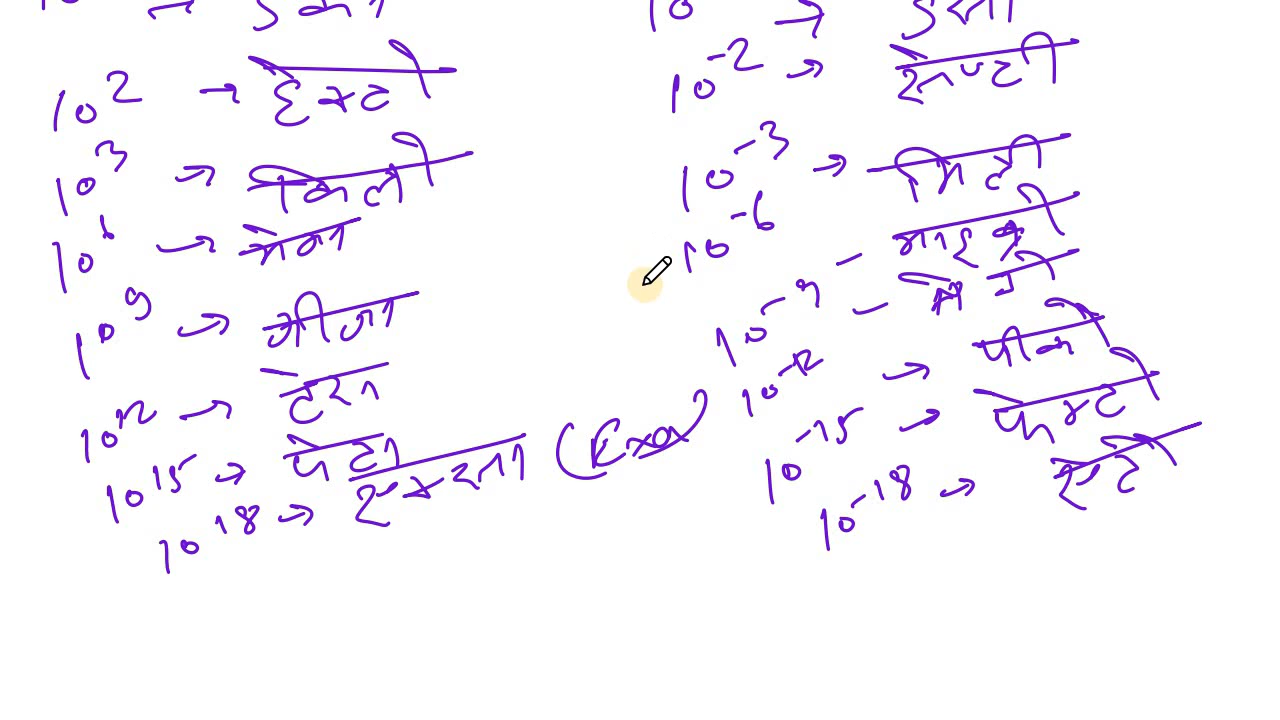 10² → हेक्टो
10³ → किलो
10⁶ → मेगा
10⁹ → गीगा
10¹² → टेरा
10¹⁵ → पेटा
10¹⁸ → एक्सा (Exa)
10⁻² → सेण्टी
10⁻³ → मिली
10⁻⁶ – माइक्रो
10⁻⁹ – नैनो
10⁻¹² → पीको
10⁻¹⁵ → फेम्टो
10⁻¹⁸ →